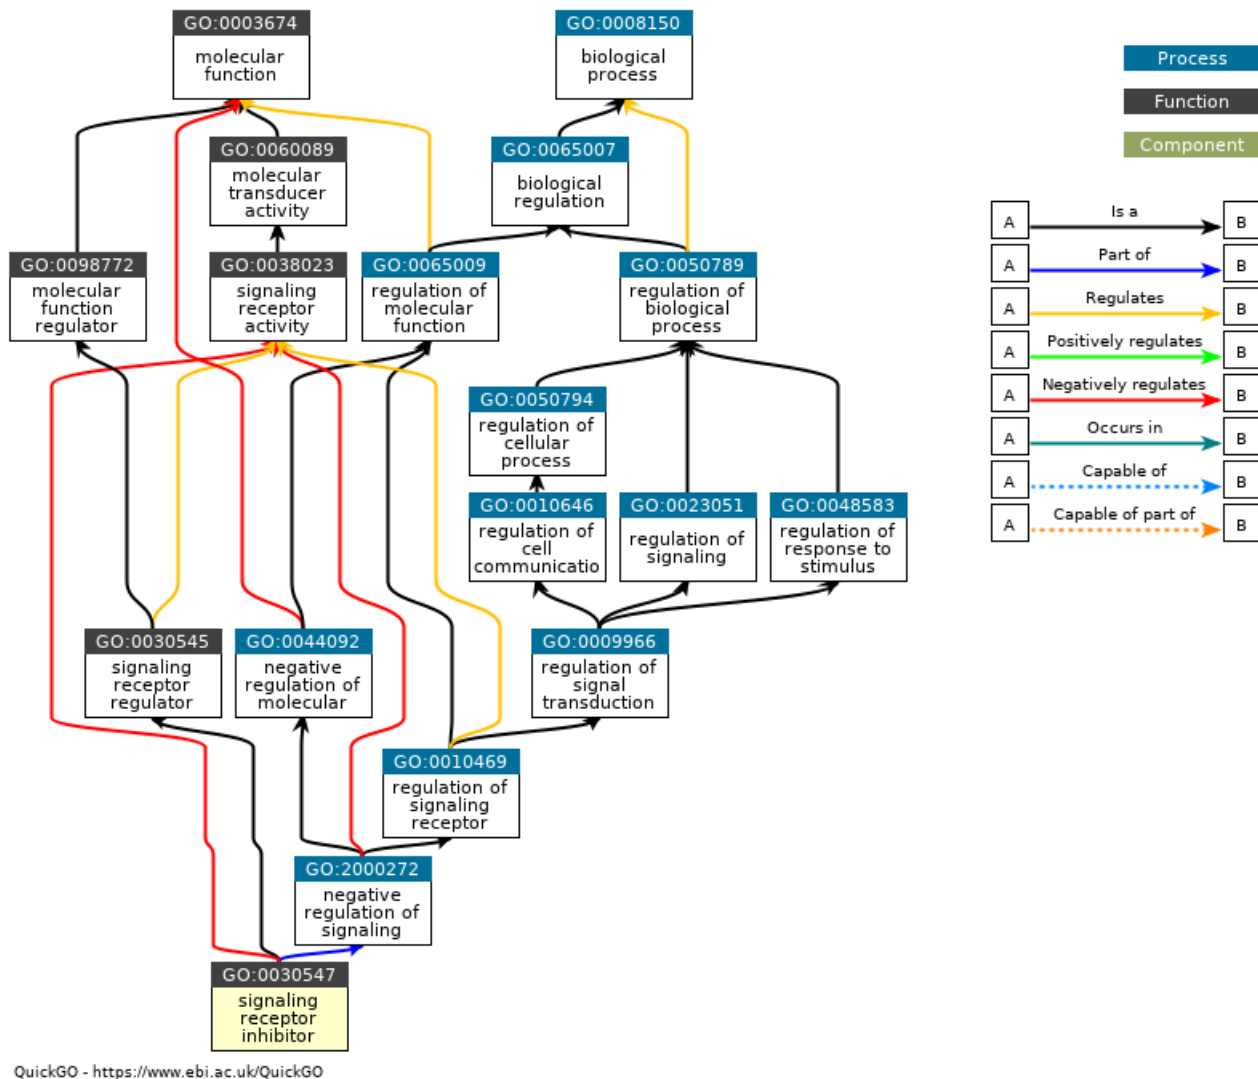 GO:0003674
molecular
function
GO:0008150
biological
process
Process
Function
Component
GO:0060089
molecular
transducer
activity
GO:0065007
biological
regulation
GO:0098772
molecular
function
regulator
GO:0038023
signaling
receptor
activity
GO:0065009
regulation of
molecular
function
GO:0050789
regulation of
biological
process
GO:0050794
regulation of
cellular
process
GO:0010646
regulation of
cell
communicatio
GO:0023051
regulation of
signaling
GO:0048583
regulation of
response to
stimulus
GO:0030545
signaling
receptor
regulator
GO:0044092
negative
regulation of
molecular
GO:0009966
regulation of
signal
transduction
GO:0010469
regulation of
signaling
receptor
GO:2000272
negative
regulation of
signaling
GO:0030547
signaling
receptor
inhibitor
A Is a B
A Part of B
A Regulates B
A Positively regulates B
A Negatively regulates B
A Occurs in B
A Capable of B
A Capable of part of B
QuickGO - https://www.ebi.ac.uk/QuickGO